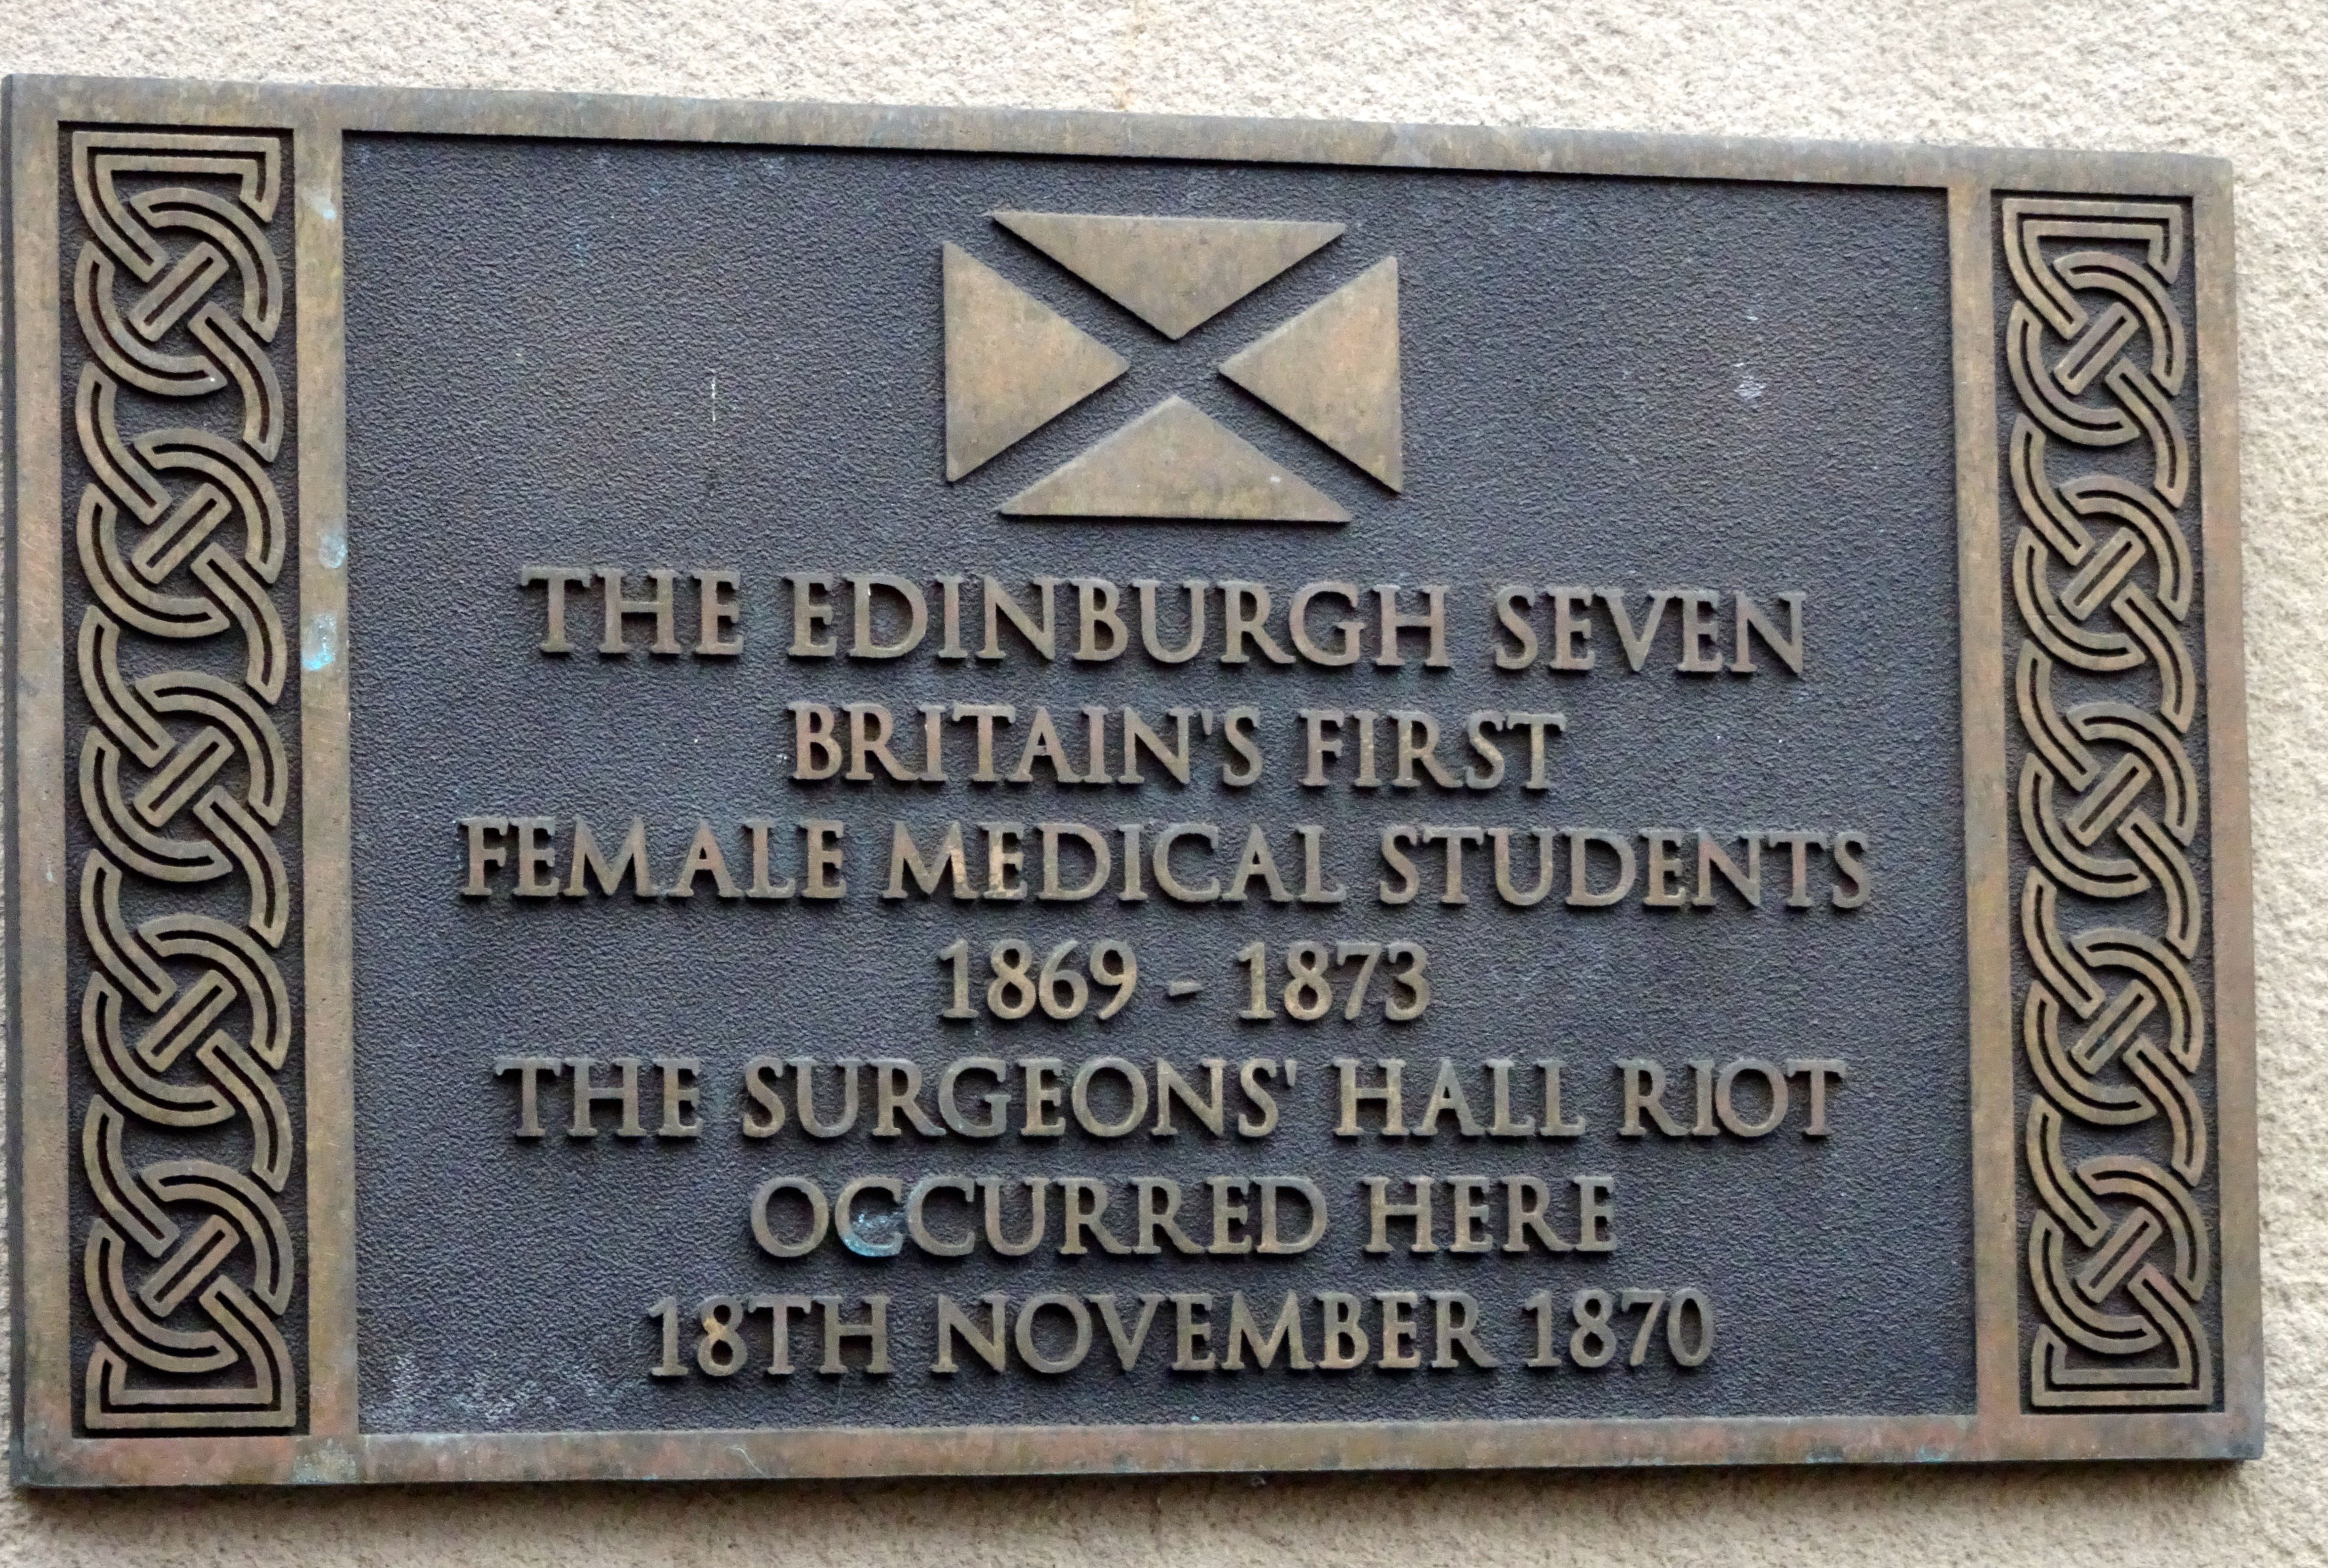 THE EDINBURGH SEVEN
BRITAIN'S FIRST
FEMALE MEDICAL STUDENTS
1869 - 1873
THE SURGEONS' HALL RIOT
OCCURRED HERE
18TH NOVEMBER 1870